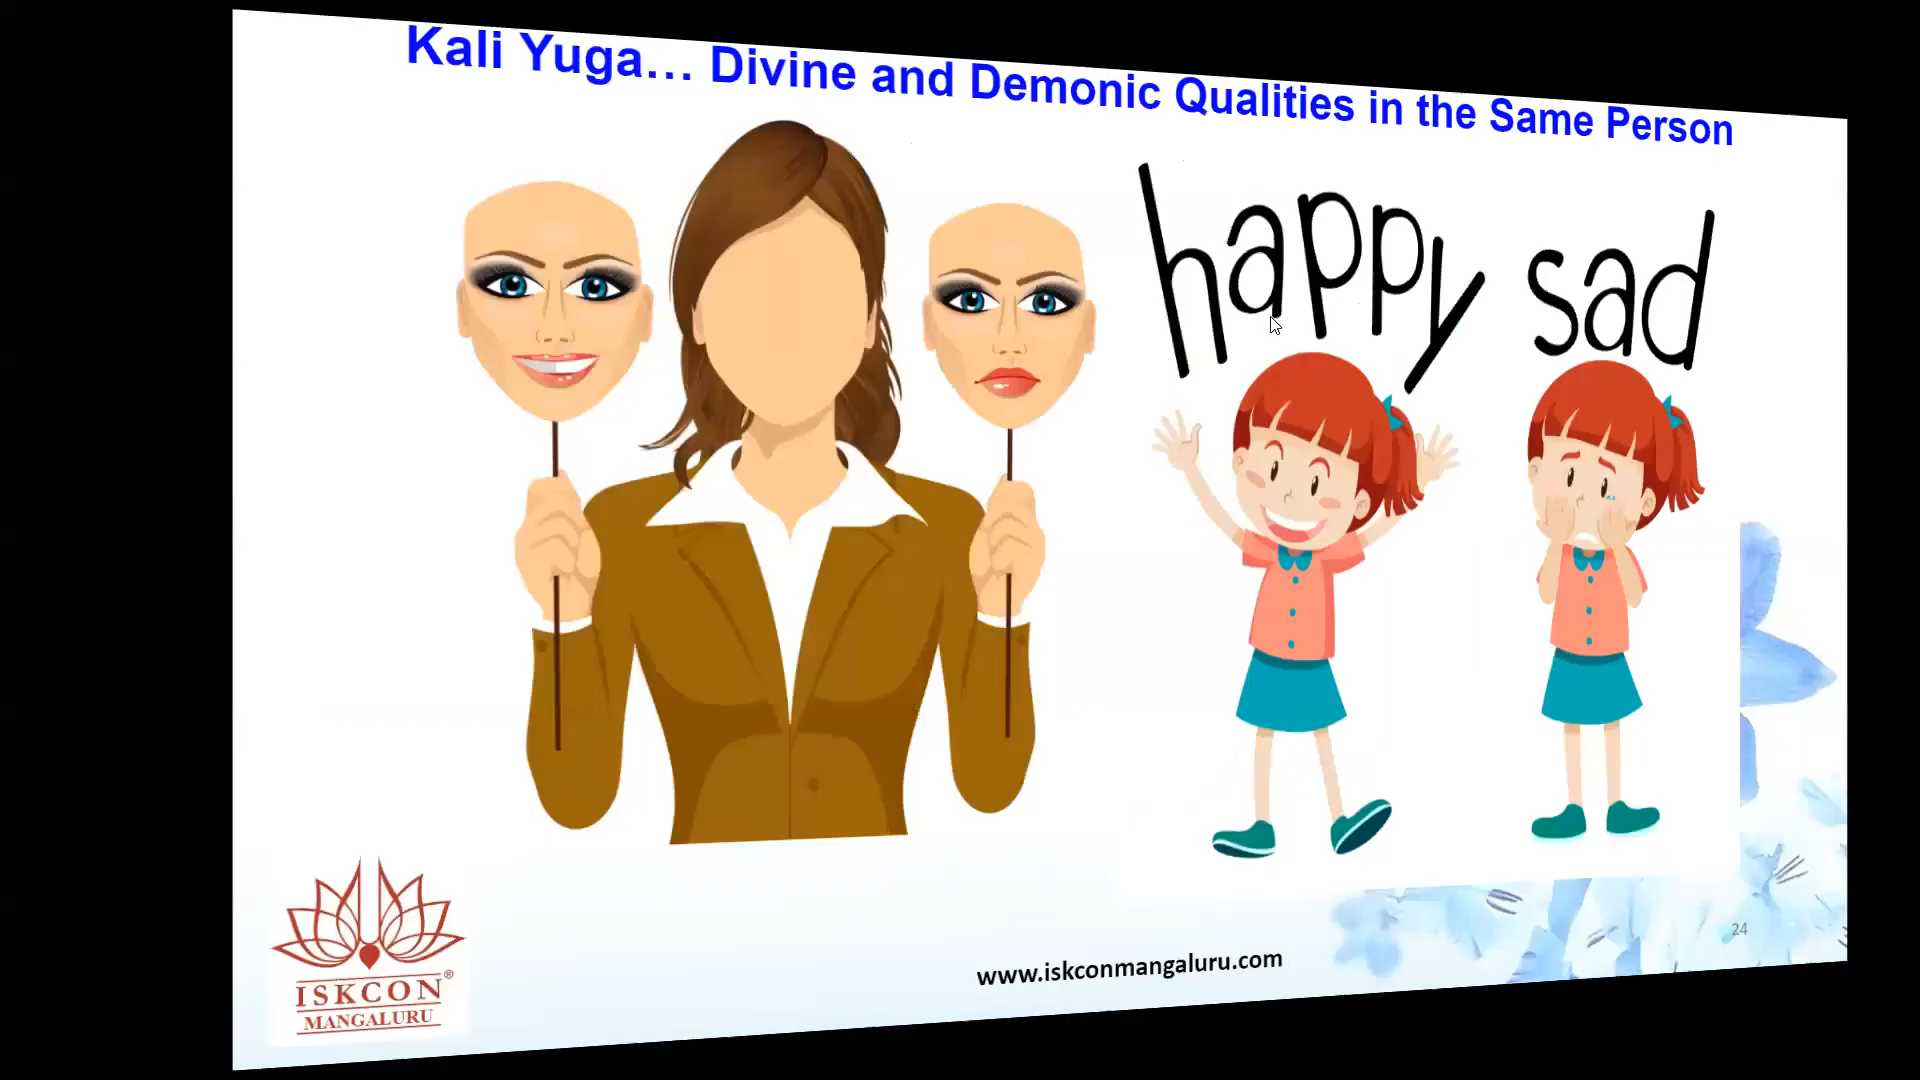 Kali Yuga... Divine and Demonic Qualities in the Same Person
happy sad
ISKCON®
MANGALURU
www.iskconmangaluru.com
24